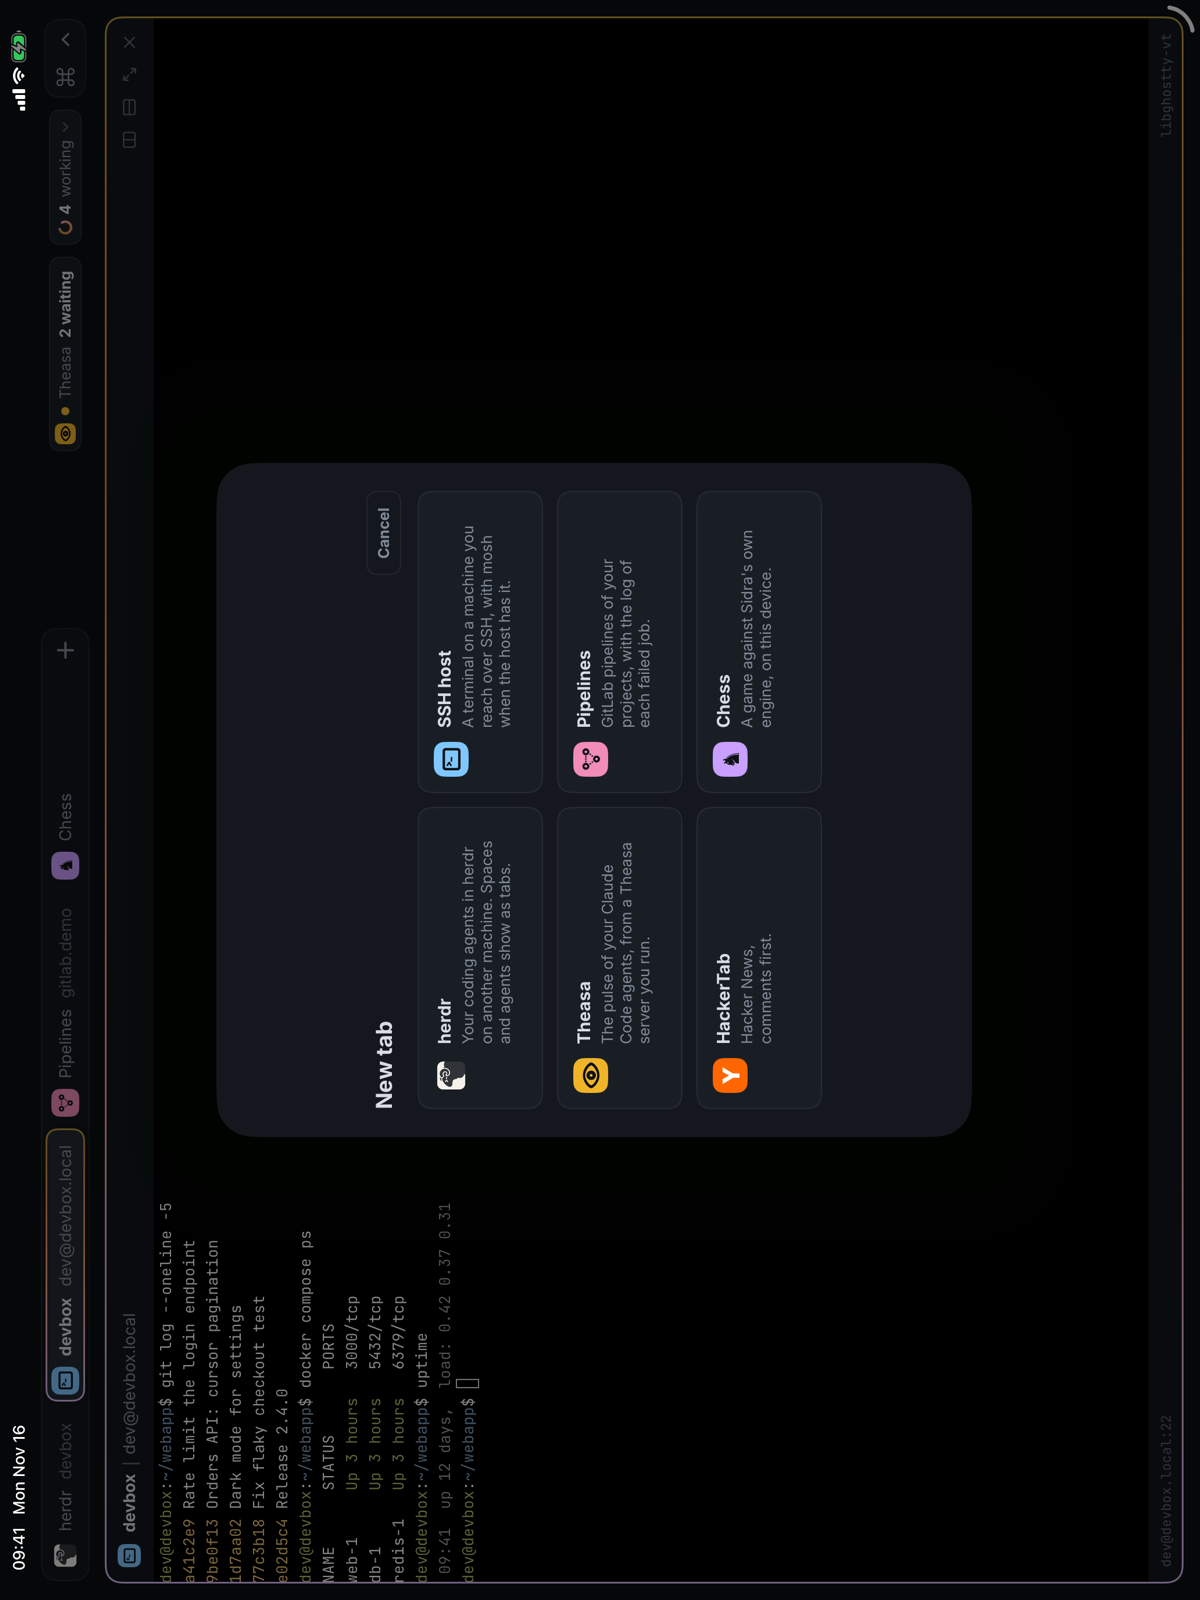 09:41 Mon Nov 16
herdr devbox
devbox dev@devbox.local
Pipelines gitlab.demo
Chess
Theasa 2 waiting
4 working
devbox | dev@devbox.local
dev@devbox:~/webapp$ git log --oneline -5
a41c2e9 Rate limit the login endpoint
9be0f13 Orders API: cursor pagination
1d7aa02 Dark mode for settings
77c3b18 Fix flaky checkout test
e02d5c4 Release 2.4.0
dev@devbox:~/webapp$ docker compose ps
NAME STATUS PORTS
web-1 Up 3 hours 3000/tcp
db-1 Up 3 hours 5432/tcp
redis-1 Up 3 hours 6379/tcp
dev@devbox:~/webapp$ uptime
09:41 up 12 days, load: 0.42 0.37 0.31
dev@devbox:~/webapp$
New tab
Cancel
herdr
Your coding agents in herdr
on another machine. Spaces
and agents show as tabs.
SSH host
A terminal on a machine you
reach over SSH, with mosh
when the host has it.
Theasa
The pulse of your Claude
Code agents, from a Theasa
server you run.
Pipelines
GitLab pipelines of your
projects, with the log of
each failed job.
HackerTab
Hacker News,
comments first.
Chess
A game against Sidra's own
engine, on this device.
dev@devbox.local:22
libghostty-vt